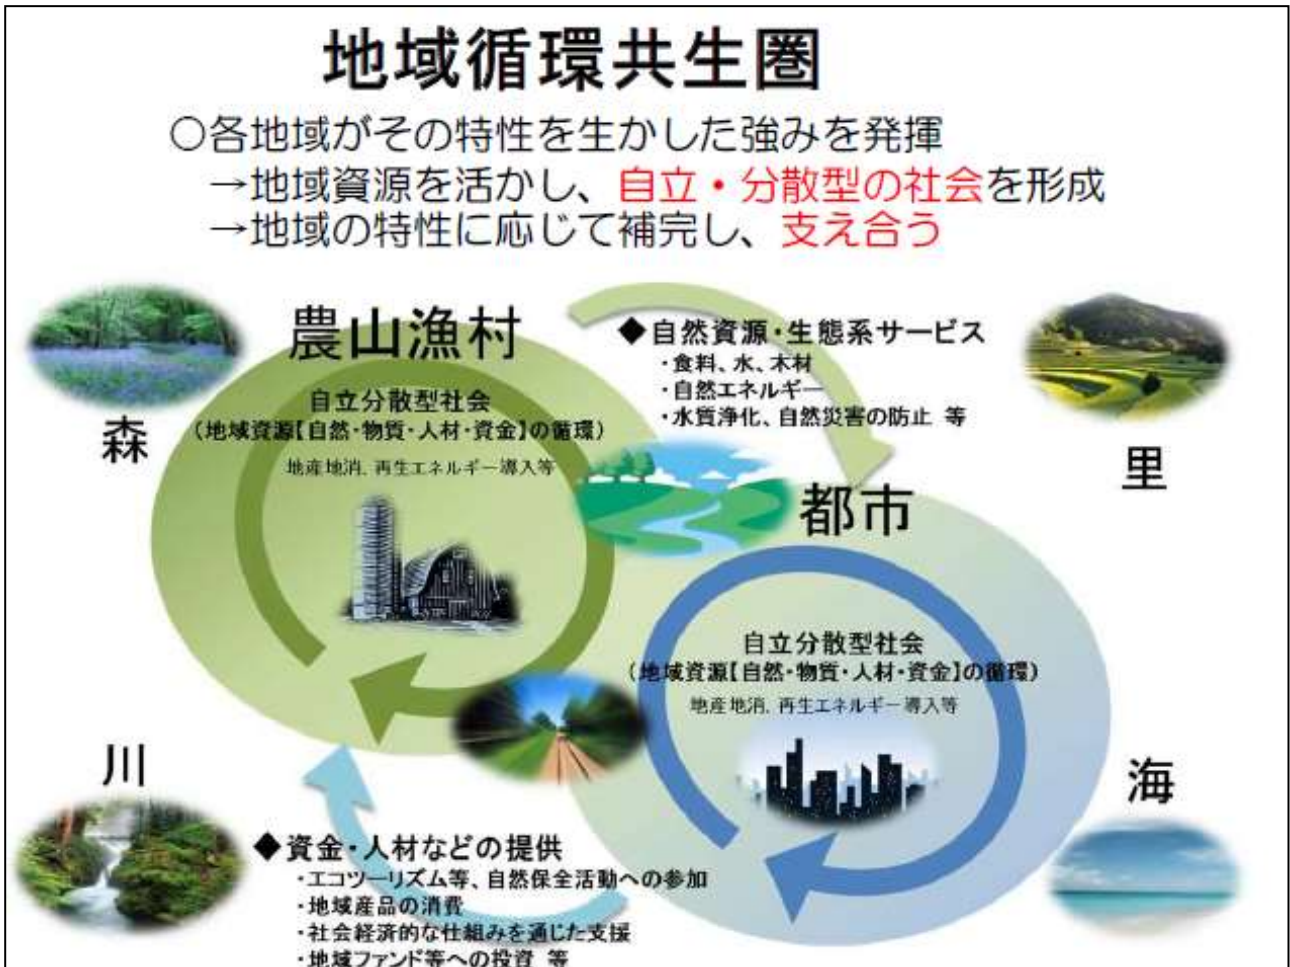 地域循環共生圏
○各地域がその特性を生かした強みを発揮
→地域資源を活かし、自立・分散型の社会を形成
→地域の特性に応じて補完し、支え合う
農山漁村
◆自然資源・生態系サービス
・食料、水、木材
・自然エネルギー
・水質浄化、自然災害の防止 等
森
里
自立分散型社会
(地域資源【自然・物質・人材・資金】の循環)
地産地消、再生エネルギー導入等
都市
自立分散型社会
(地域資源【自然・物質・人材・資金】の循環)
地産地消、再生エネルギー導入等
川
海
◆資金・人材などの提供
・エコツーリズム等、自然保全活動への参加
・地域産品の消費
・社会経済的な仕組みを通じた支援
・地域ファンド等への投資 等